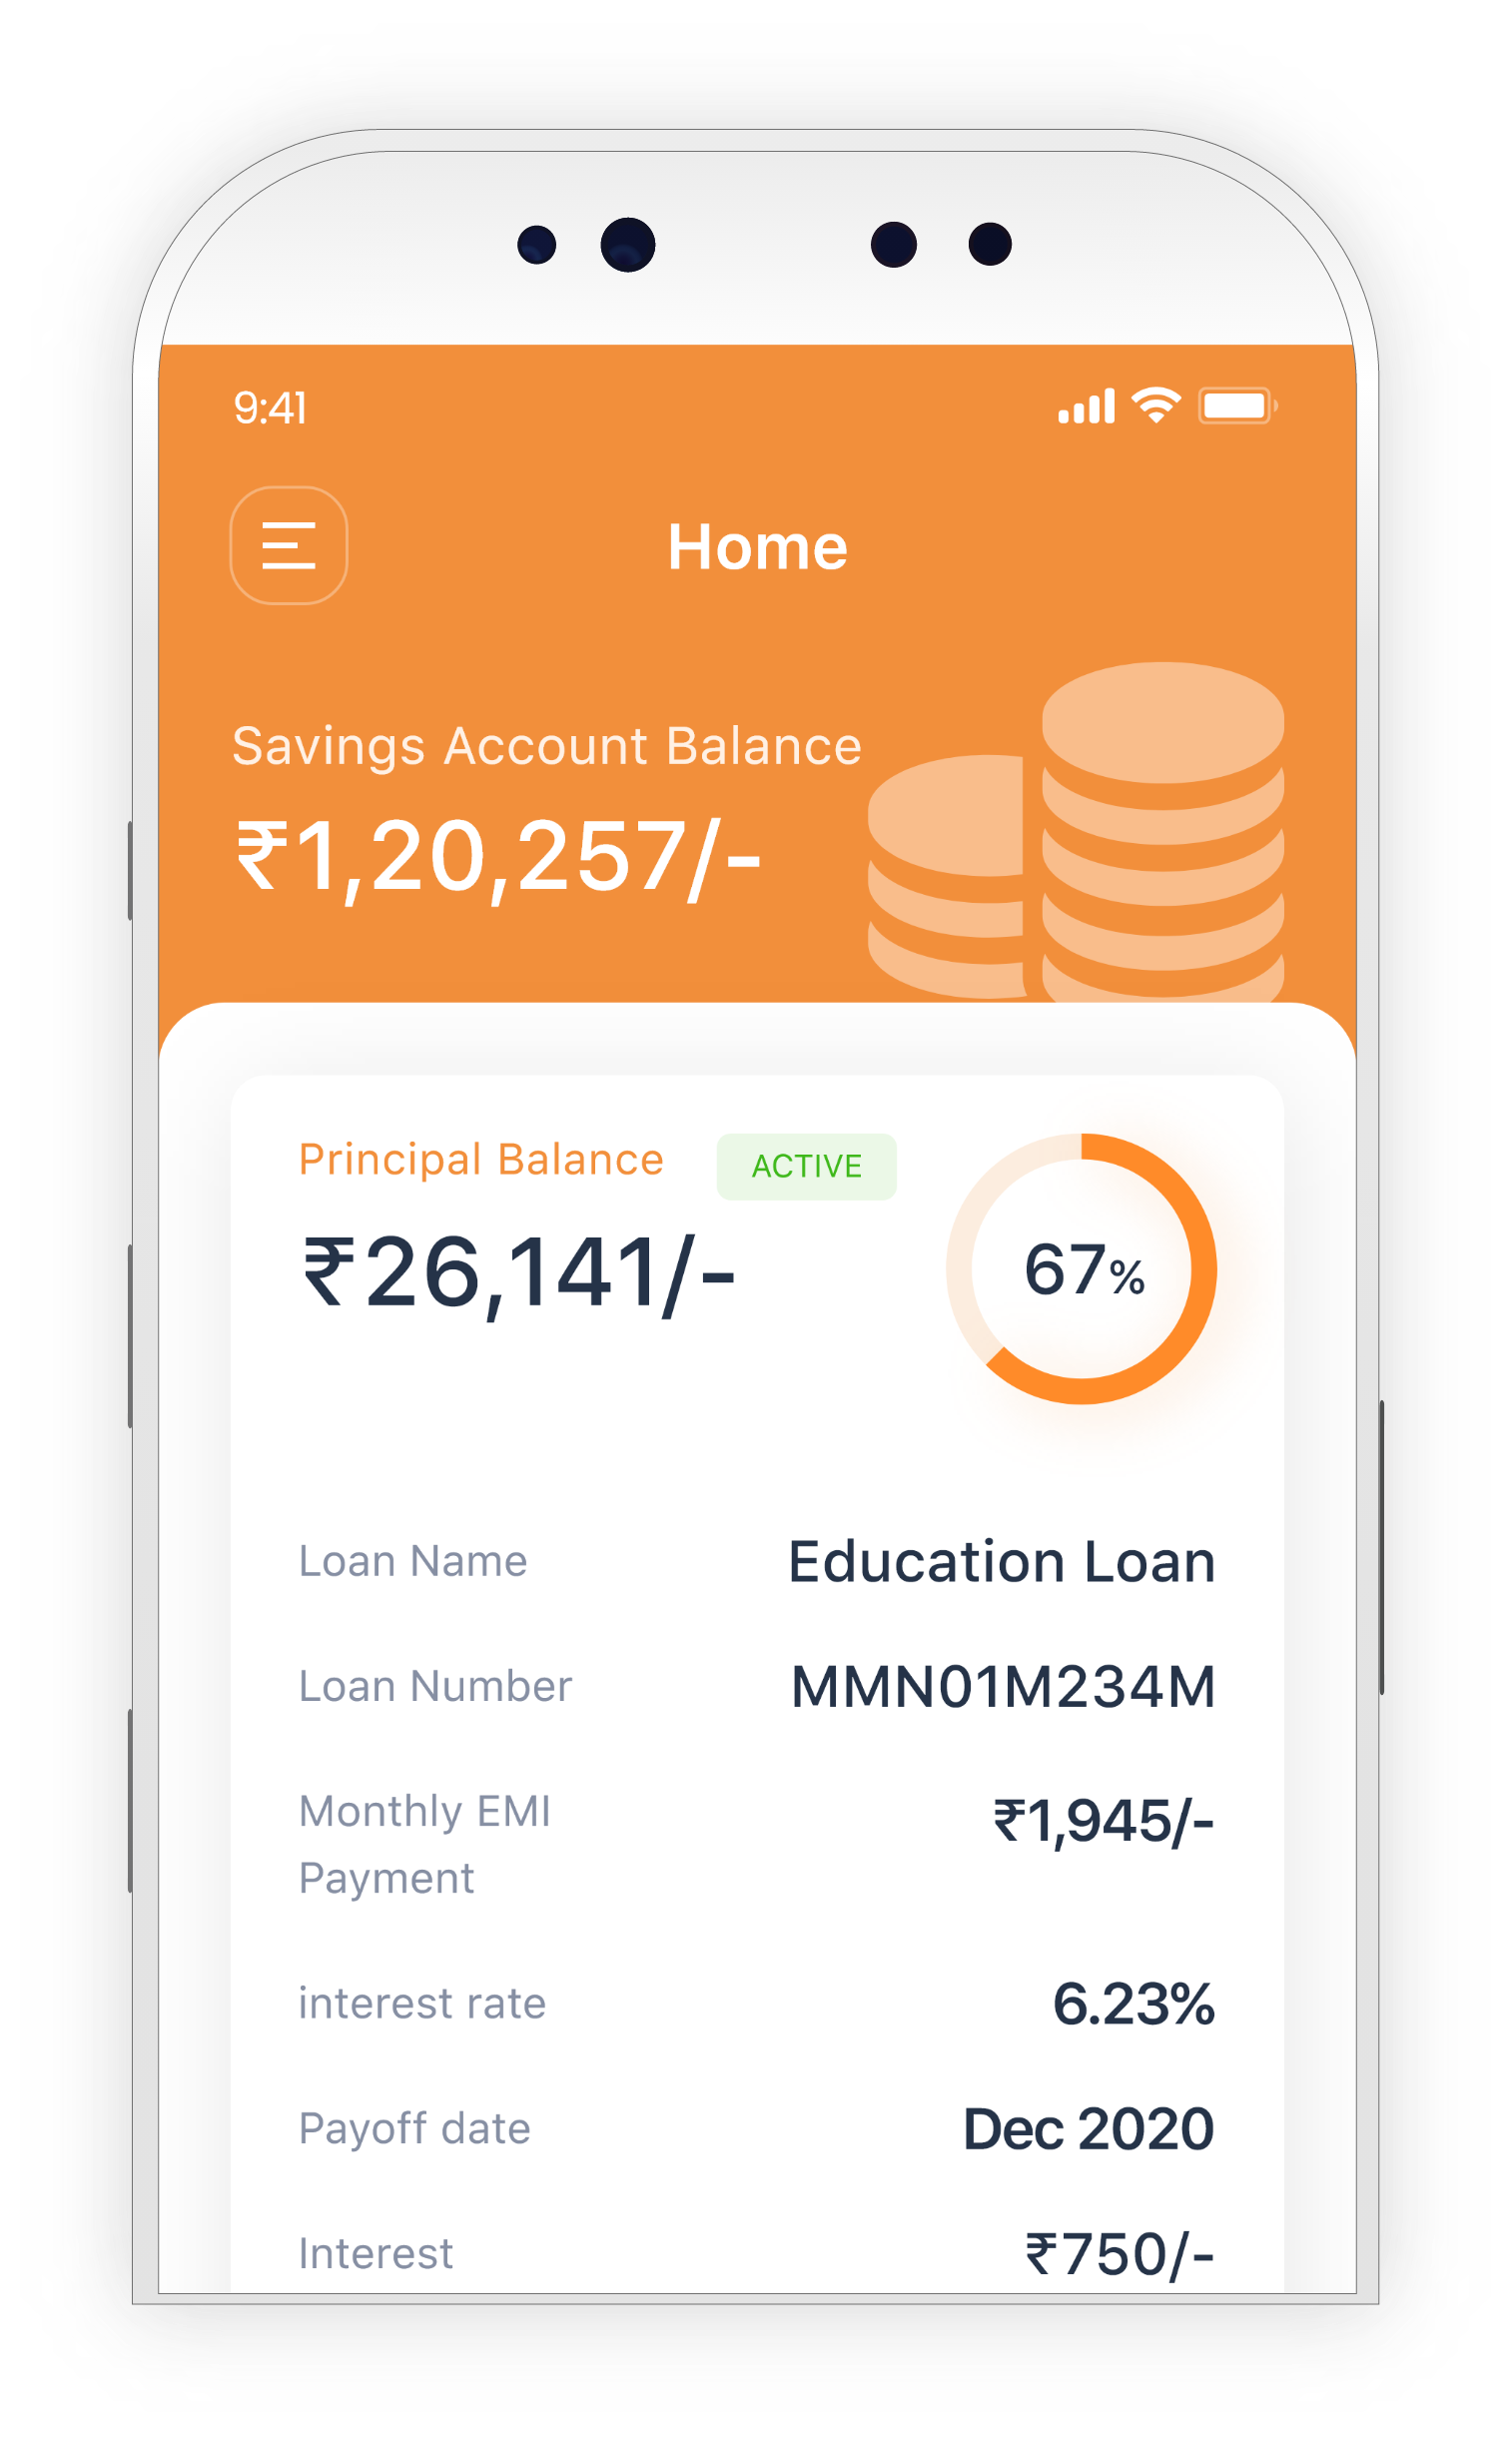 9:41
Home
Savings Account Balance
₹1,20,257/-
Principal Balance ACTIVE
₹26,141/-
67%
Loan Name Education Loan
Loan Number MMN01M234M
Monthly EMI ₹1,945/-
Payment
interest rate 6.23%
Payoff date Dec 2020
Interest ₹750/-